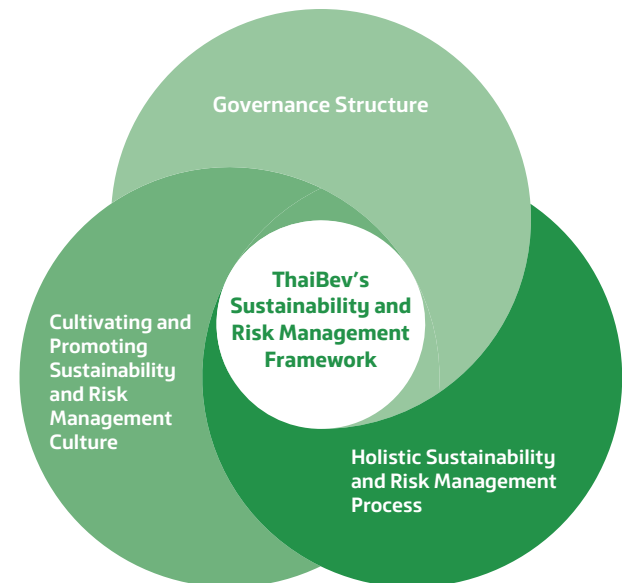 Governance Structure
ThaiBev's
Sustainability and
Risk Management
Framework
Cultivating and
Promoting
Sustainability
and Risk
Management
Culture
Holistic Sustainability
and Risk Management
Process